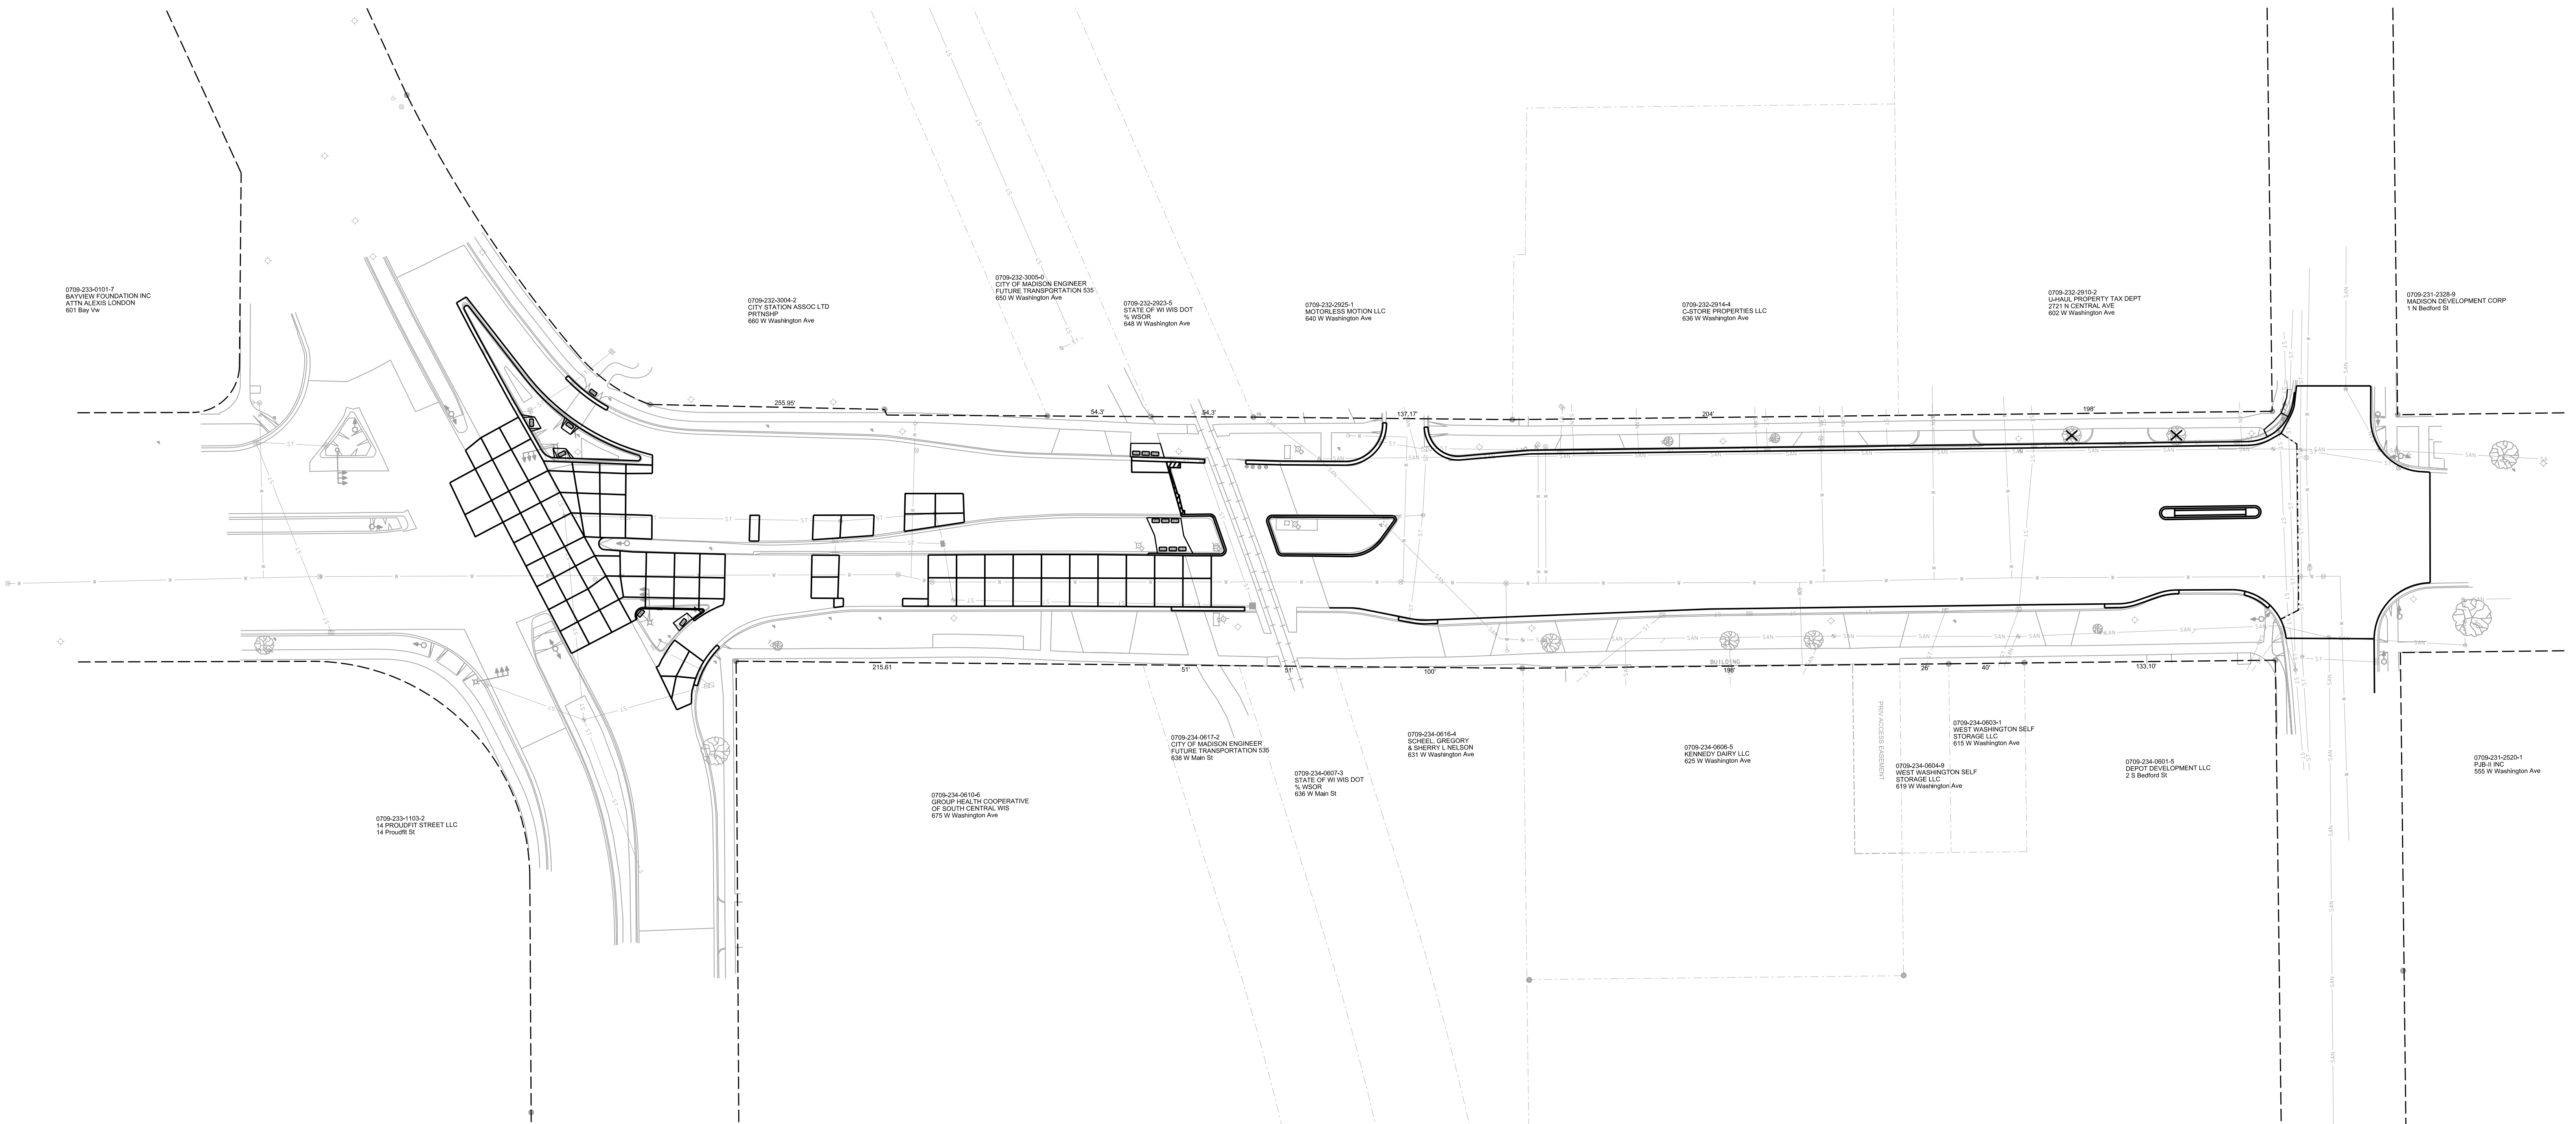 0709-233-0101-7
BAYVIEW FOUNDATION INC
ATTN ALEXIS LONDON
601 Bay Vw
0709-232-3004-2
CITY STATION ASSOC LTD
PRTNSHP
660 W Washington Ave
0709-232-3005-0
CITY OF MADISON ENGINEER
FUTURE TRANSPORTATION 535
650 W Washington Ave
0709-232-2923-5
STATE OF WI WIS DOT
% WSOR
648 W Washington Ave
0709-232-2925-1
MOTORLESS MOTION LLC
640 W Washington Ave
0709-232-2914-4
C-STORE PROPERTIES LLC
636 W Washington Ave
0709-232-2910-2
U-HAUL PROPERTY TAX DEPT
2721 N CENTRAL AVE
602 W Washington Ave
0709-231-2328-9
MADISON DEVELOPMENT CORP
1 N Bedford St
255.95'
54.3'
54.3'
137.17'
204'
198'
215.61
51'
51'
100'
198'
26'
40'
133.10'
BUILDING
PRIV ACCESS EASEMENT
0709-233-1103-2
14 PROUDFIT STREET LLC
14 Proudfit St
0709-234-0610-6
GROUP HEALTH COOPERATIVE
OF SOUTH CENTRAL WIS
675 W Washington Ave
0709-234-0617-2
CITY OF MADISON ENGINEER
FUTURE TRANSPORTATION 535
638 W Main St
0709-234-0607-3
STATE OF WI WIS DOT
% WSOR
636 W Main St
0709-234-0616-4
SCHEEL, GREGORY
& SHERRY L NELSON
631 W Washington Ave
0709-234-0606-5
KENNEDY DAIRY LLC
625 W Washington Ave
0709-234-0603-1
WEST WASHINGTON SELF
STORAGE LLC
615 W Washington Ave
0709-234-0604-9
WEST WASHINGTON SELF
STORAGE LLC
619 W Washington Ave
0709-234-0601-5
DEPOT DEVELOPMENT LLC
2 S Bedford St
0709-231-2520-1
PJB-II INC
555 W Washington Ave